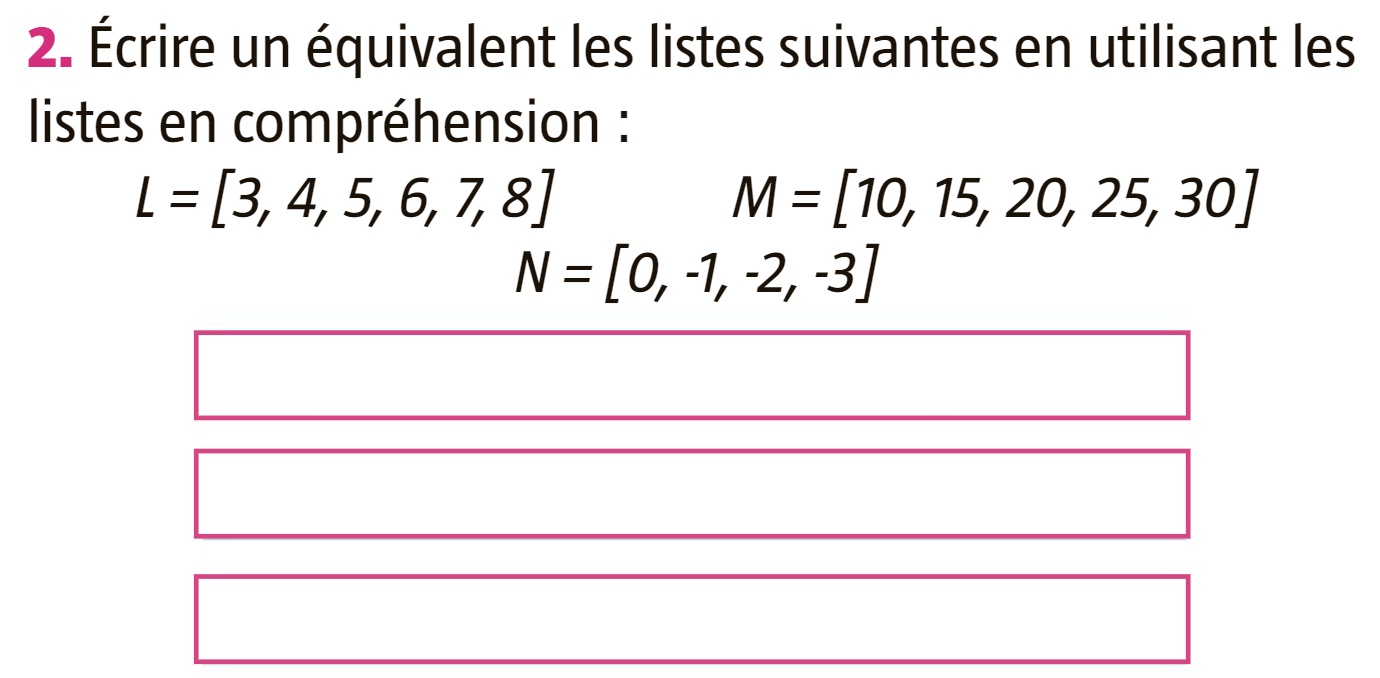 2. Écrire un équivalent les listes suivantes en utilisant les
listes en compréhension :
L = [3, 4, 5, 6, 7, 8] M = [10, 15, 20, 25, 30]
N = [0, -1, -2, -3]